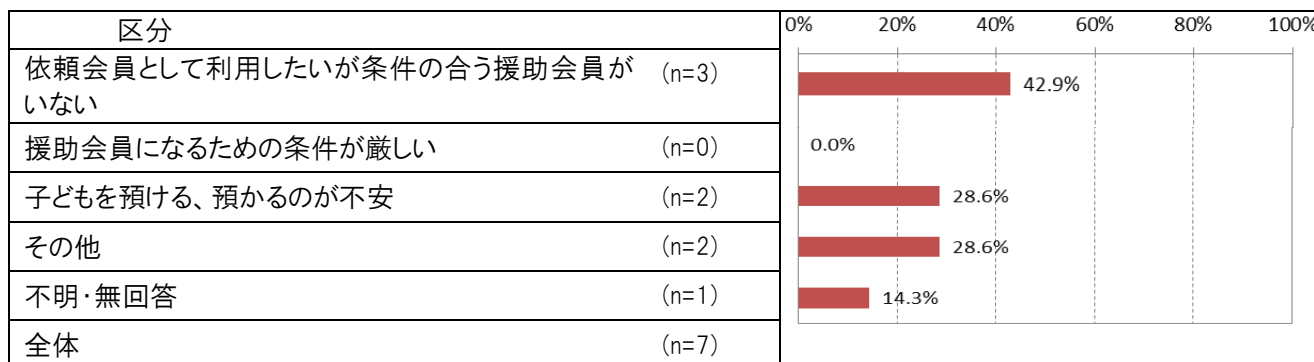 区分
0% 20% 40% 60% 80% 100%
依頼会員として利用したいが条件の合う援助会員が (n=3)
いない
42.9%
援助会員になるための条件が厳しい (n=0)
0.0%
子どもを預ける、預かるのが不安 (n=2)
28.6%
その他 (n=2)
28.6%
不明・無回答 (n=1)
14.3%
全体 (n=7)